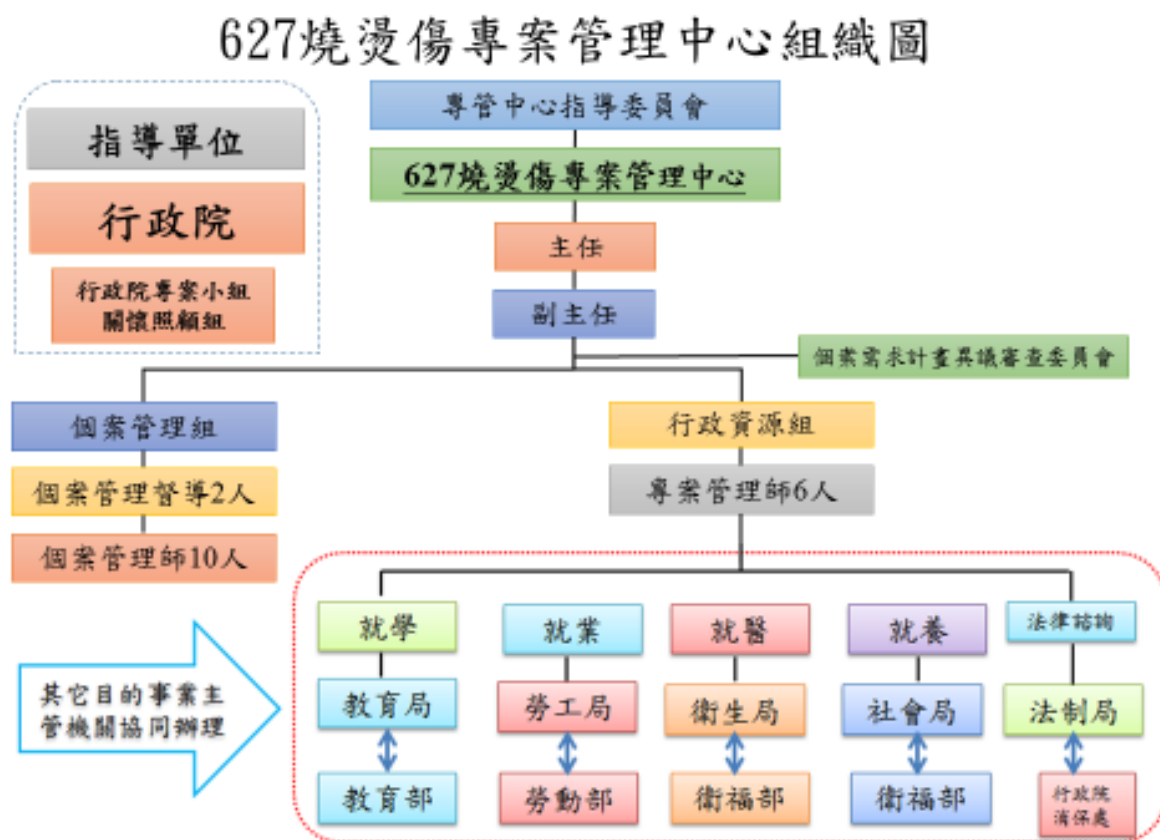 627燒燙傷專案管理中心組織圖
專管中心指導委員會
指導單位
627燒燙傷專案管理中心
行政院
主任
行政院專案小組
關懷照顧組
副主任
個案需求計畫異議審查委員會
個案管理組
行政資源組
個案管理督導2人
專案管理師6人
個案管理師10人
就學
就業
就醫
就養
法律諮詢
其它目的事業主
管機關協同辦理
教育局
勞工局
衛生局
社會局
法制局
教育部
勞動部
衛福部
衛福部
行政院
消保處